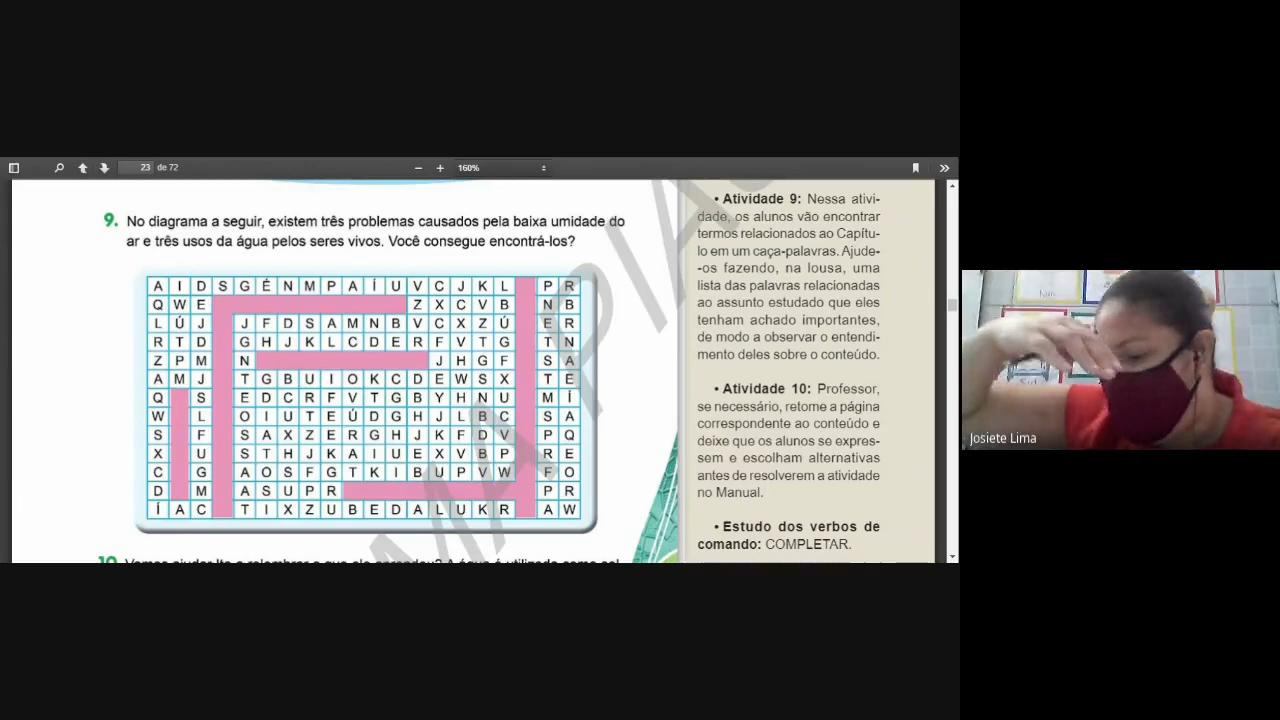 23 de 72
160%
9. No diagrama a seguir, existem três problemas causados pela baixa umidade do
ar e três usos da água pelos seres vivos. Você consegue encontrá-los?
A I D S G É N M P A Í U V C J K L P R
Q W E Z X C V B N B
L Ú J J F D S A M N B V C X Z Ú E R
R T D G H J K L C D E R F V T G T N
Z P M N J H G F S A
A M J T G B U I O K C D E W S X T E
Q S E D C R F V T G B Y H N U M Í
W L O I U T E Ú D G H J L B C S A
S F S A X Z E R G H J K F D V P Q
X U S T H J K A I U E X V B P R E
C G A O S F G T K I B U P V W F O
D M A S U P R P R
Í A C T I X Z U B E D A L U K R A W
• Atividade 9: Nessa ativi-
dade, os alunos vão encontrar
termos relacionados ao Capítu-
lo em um caça-palavras. Ajude-
-os fazendo, na lousa, uma
lista das palavras relacionadas
ao assunto estudado que eles
tenham achado importantes,
de modo a observar o entendi-
mento deles sobre o conteúdo.
• Atividade 10: Professor,
se necessário, retome a página
correspondente ao conteúdo e
deixe que os alunos se expres-
sem e escolham alternativas
antes de resolverem a atividade
no Manual.
• Estudo dos verbos de
comando: COMPLETAR.
Josiete Lima